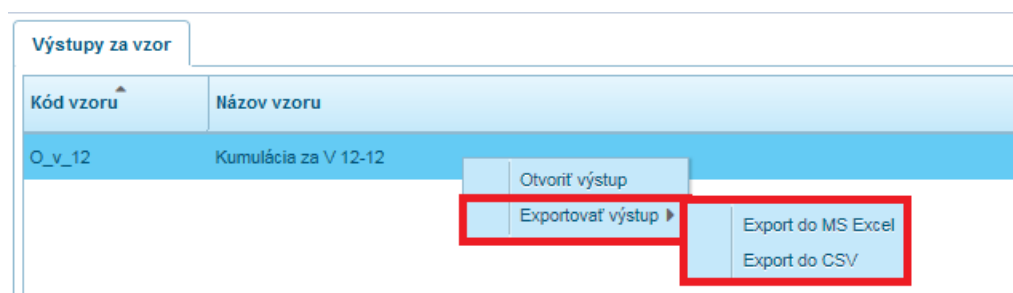 Výstupy za vzor
Kód vzoru Názov vzoru
O_v_12 Kumulácia za V 12-12
Otvoriť výstup
Exportovať výstup
Export do MS Excel
Export do CSV